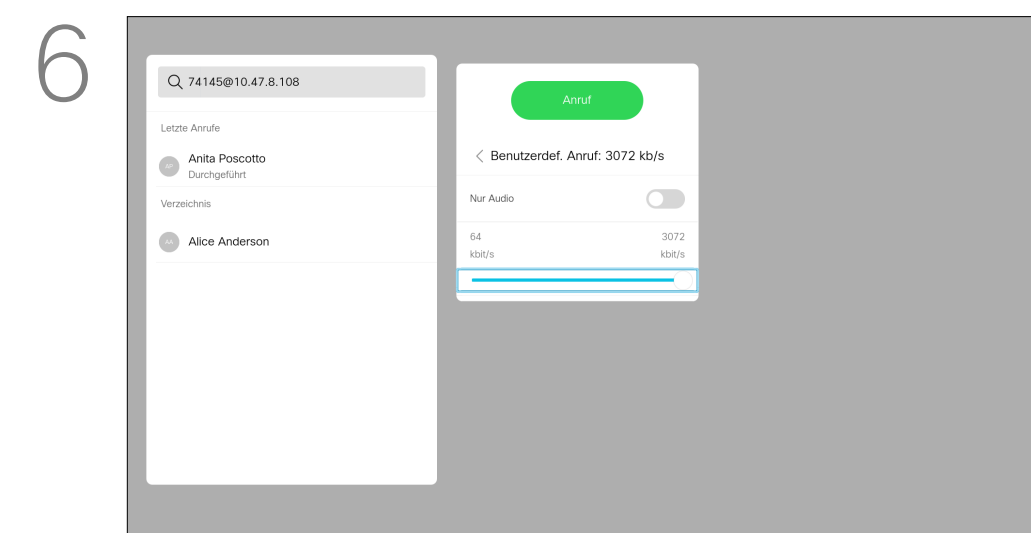 6
74145@10.47.8.108
Letzte Anrufe
AP
Anita Poscotto
Durchgeführt
Verzeichnis
AA
Alice Anderson
Anruf
Benutzerdef. Anruf: 3072 kb/s
Nur Audio
64 3072
kbit/s kbit/s